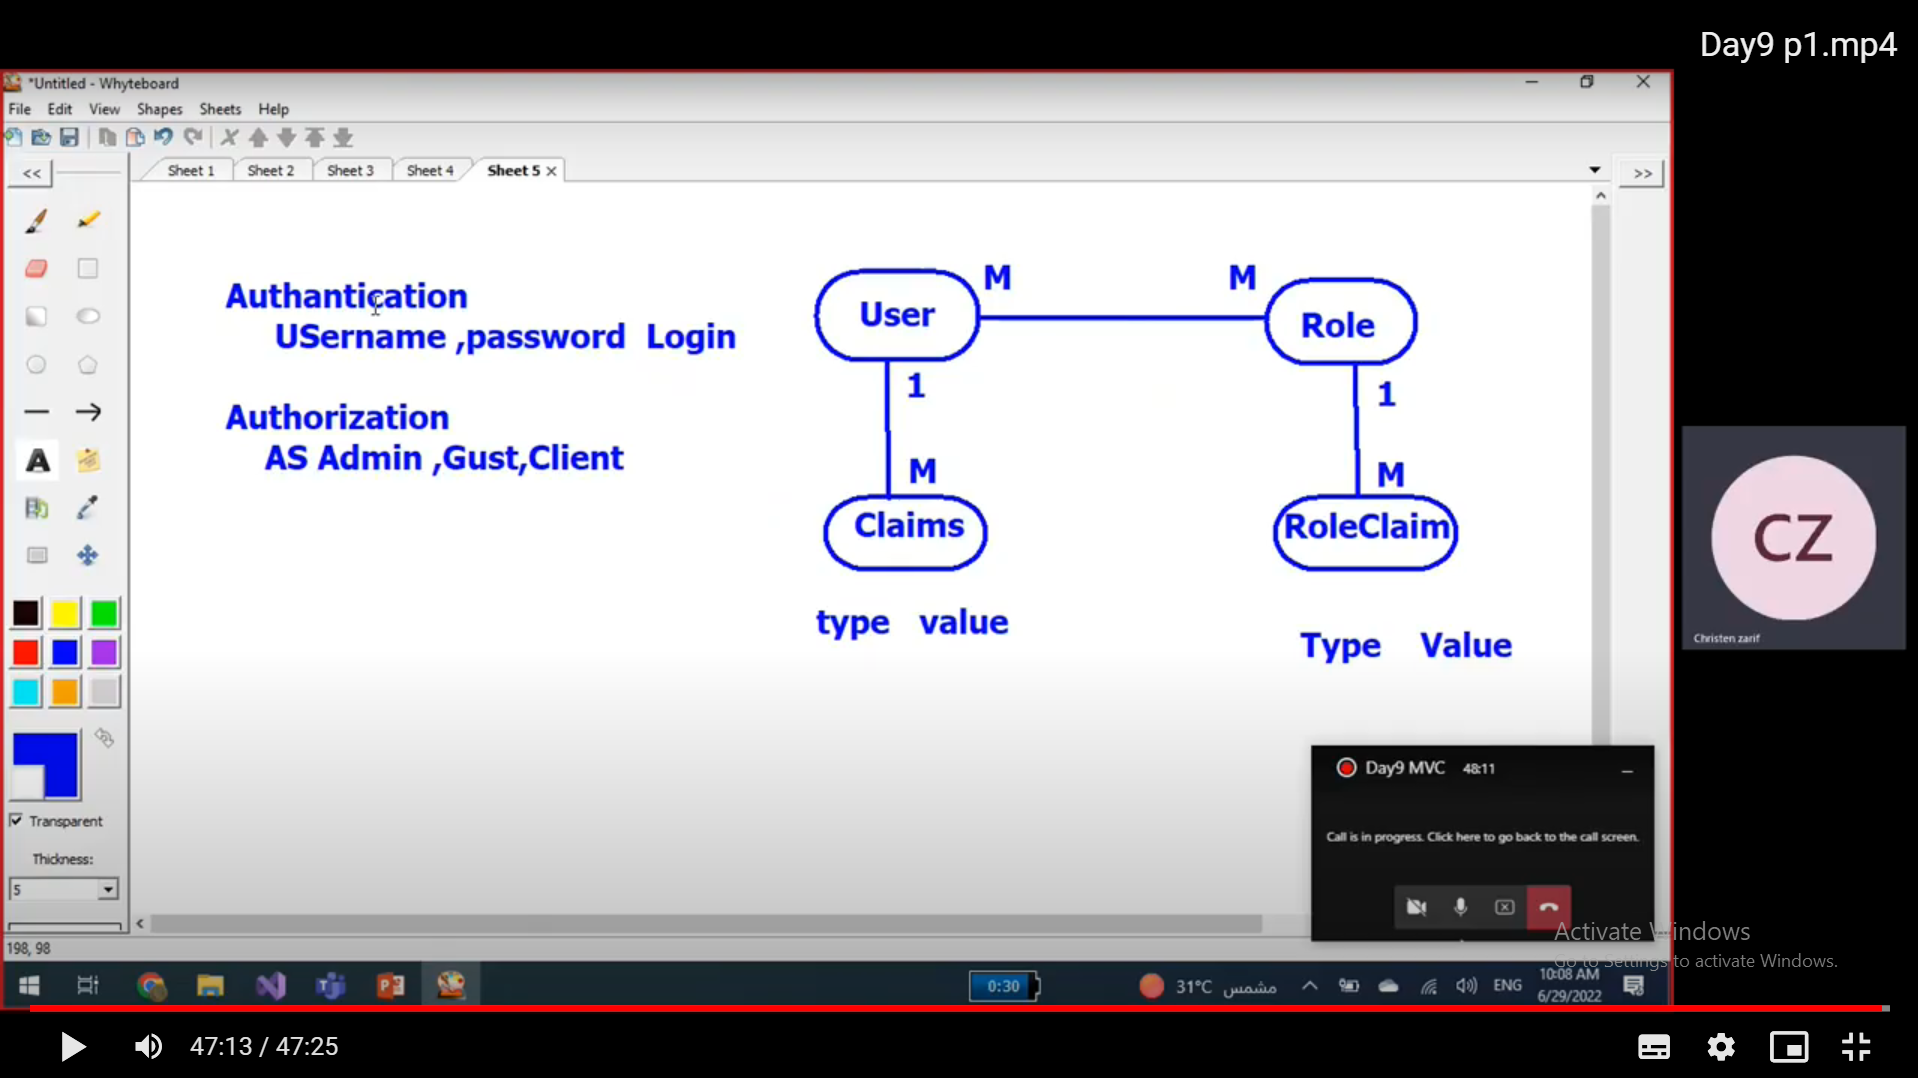 Day9 p1.mp4
*Untitled - Whyteboard
File Edit View Shapes Sheets Help
<< Sheet 1 Sheet 2 Sheet 3 Sheet 4 Sheet 5 >>
Authantication
USername ,password Login
Authorization
AS Admin ,Gust,Client
User
M
M
Role
1
1
M
M
Claims
RoleClaim
type value
Type Value
A
Transparent
Thickness:
5
198, 98
CZ
Christen zarif
Day9 MVC 48:11
Call is in progress. Click here to go back to the call screen.
Activate Windows
Go to Settings to activate Windows.
0:30
31°C مشمس
ENG
10:08 AM
6/29/2022
47:13 / 47:25